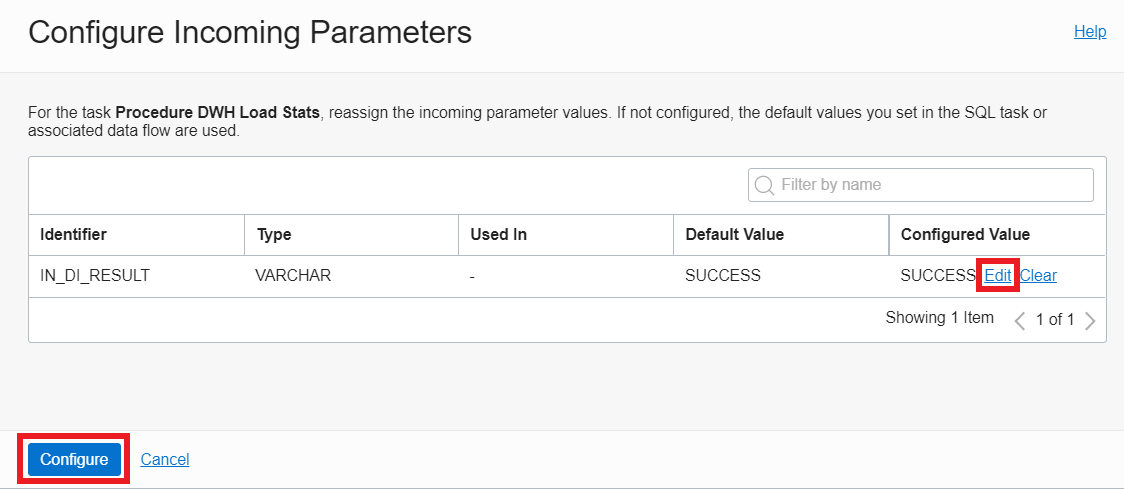 Configure Incoming Parameters
Help
For the task Procedure DWH Load Stats, reassign the incoming parameter values. If not configured, the default values you set in the SQL task or
associated data flow are used.
Filter by name
Identifier Type Used In Default Value Configured Value
IN_DI_RESULT VARCHAR - SUCCESS SUCCESS Edit Clear
Showing 1 Item 1 of 1
Configure Cancel